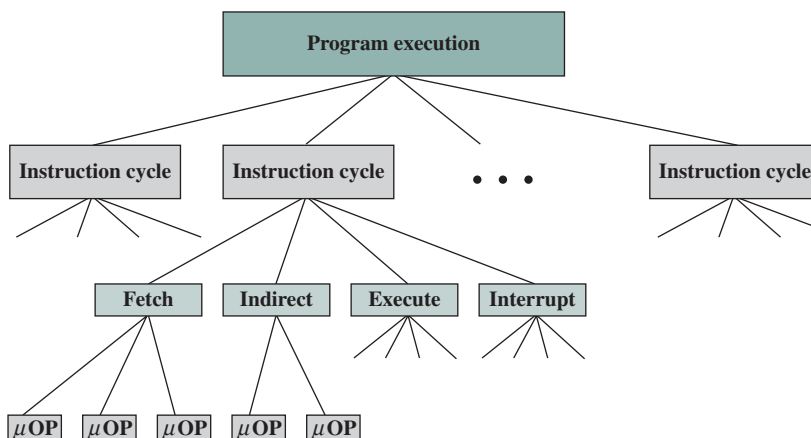 Program execution
Instruction cycle
Instruction cycle
• • •
Instruction cycle
Fetch
Indirect
Execute
Interrupt
μOP
μOP
μOP
μOP
μOP